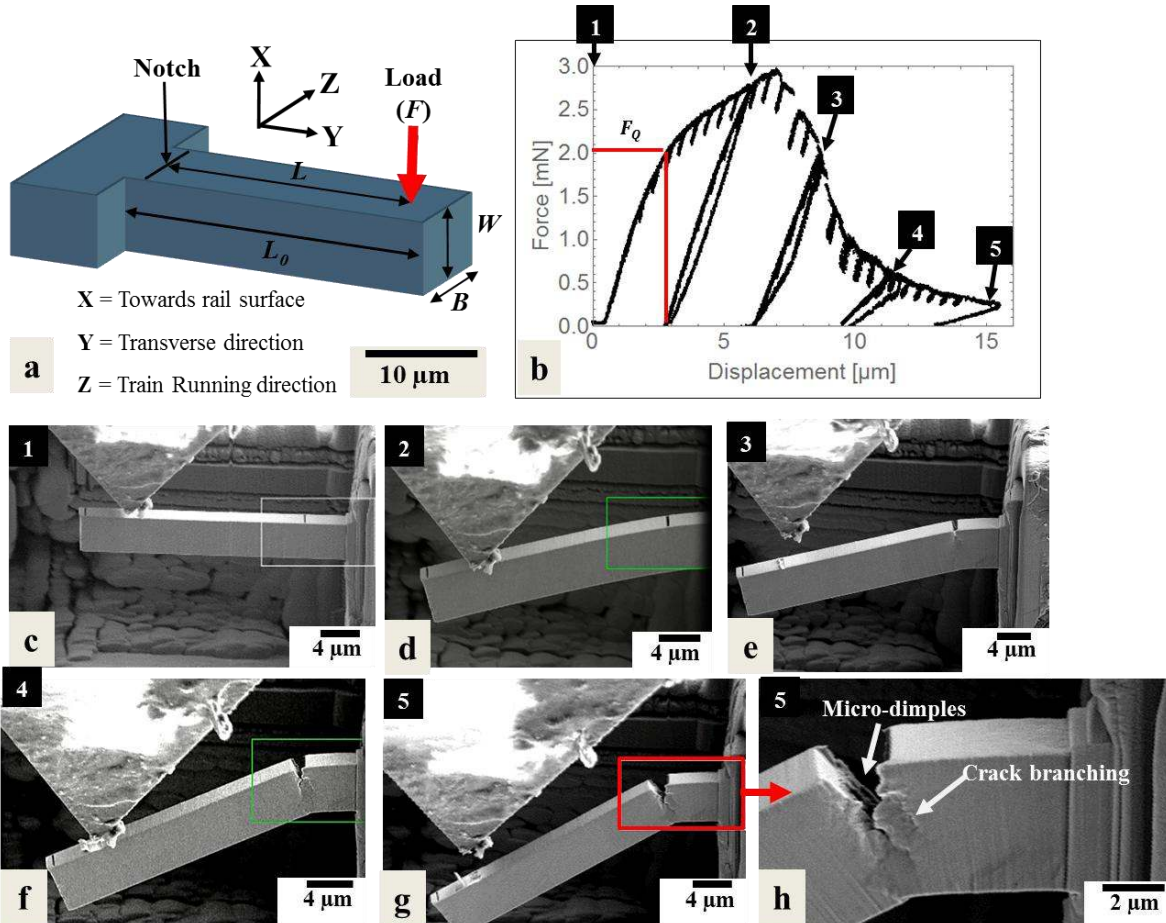 1
2
3
4
5
X
Z
Y
Notch
Load
(F)
L
L0
W
B
X = Towards rail surface
Y = Transverse direction
Z = Train Running direction
10 µm
a
3.0
2.5
2.0
1.5
1.0
0.5
0.0
Force [mN]
FQ
0
5
10
15
Displacement [µm]
b
1
4 µm
c
2
4 µm
d
3
4 µm
e
4
4 µm
f
5
4 µm
g
5
Micro-dimples
Crack branching
2 µm
h